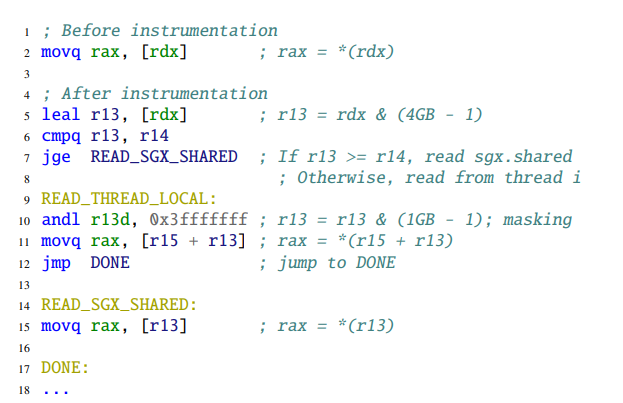 1 ; Before instrumentation
2 movq rax, [rdx] ; rax = *(rdx)
3
4 ; After instrumentation
5 leal r13, [rdx] ; r13 = rdx & (4GB - 1)
6 cmpq r13, r14
7 jge READ_SGX_SHARED ; If r13 >= r14, read sgx.shared
8 ; Otherwise, read from thread i
9 READ_THREAD_LOCAL:
10 andl r13d, 0x3fffffff ; r13 = r13 & (1GB - 1); masking
11 movq rax, [r15 + r13] ; rax = *(r15 + r13)
12 jmp DONE ; jump to DONE
13
14 READ_SGX_SHARED:
15 movq rax, [r13] ; rax = *(r13)
16
17 DONE:
18 ...